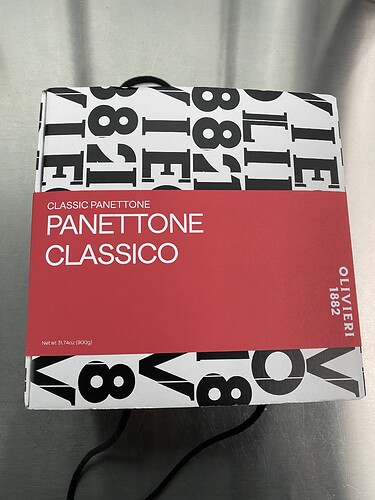 CLASSIC PANETTONE
PANETTONE
CLASSICO
OLIVIERI
1882
Net wt 31.74oz (900g)